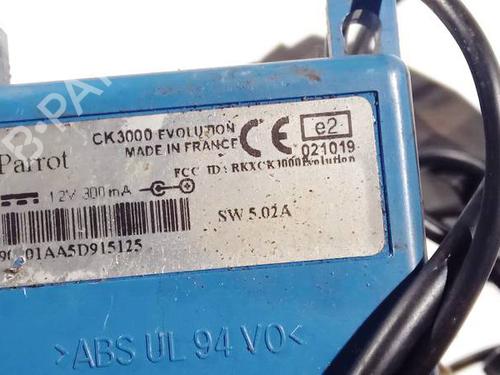 CK3000 EVOLUTION
MADE IN FRANCE
CE
e2
021019
Parrot
FCC ID : RKXCK3000Evolution
12V 300mA
SW 5.02A
01AA5D915125
>ABS UL 94 VO<